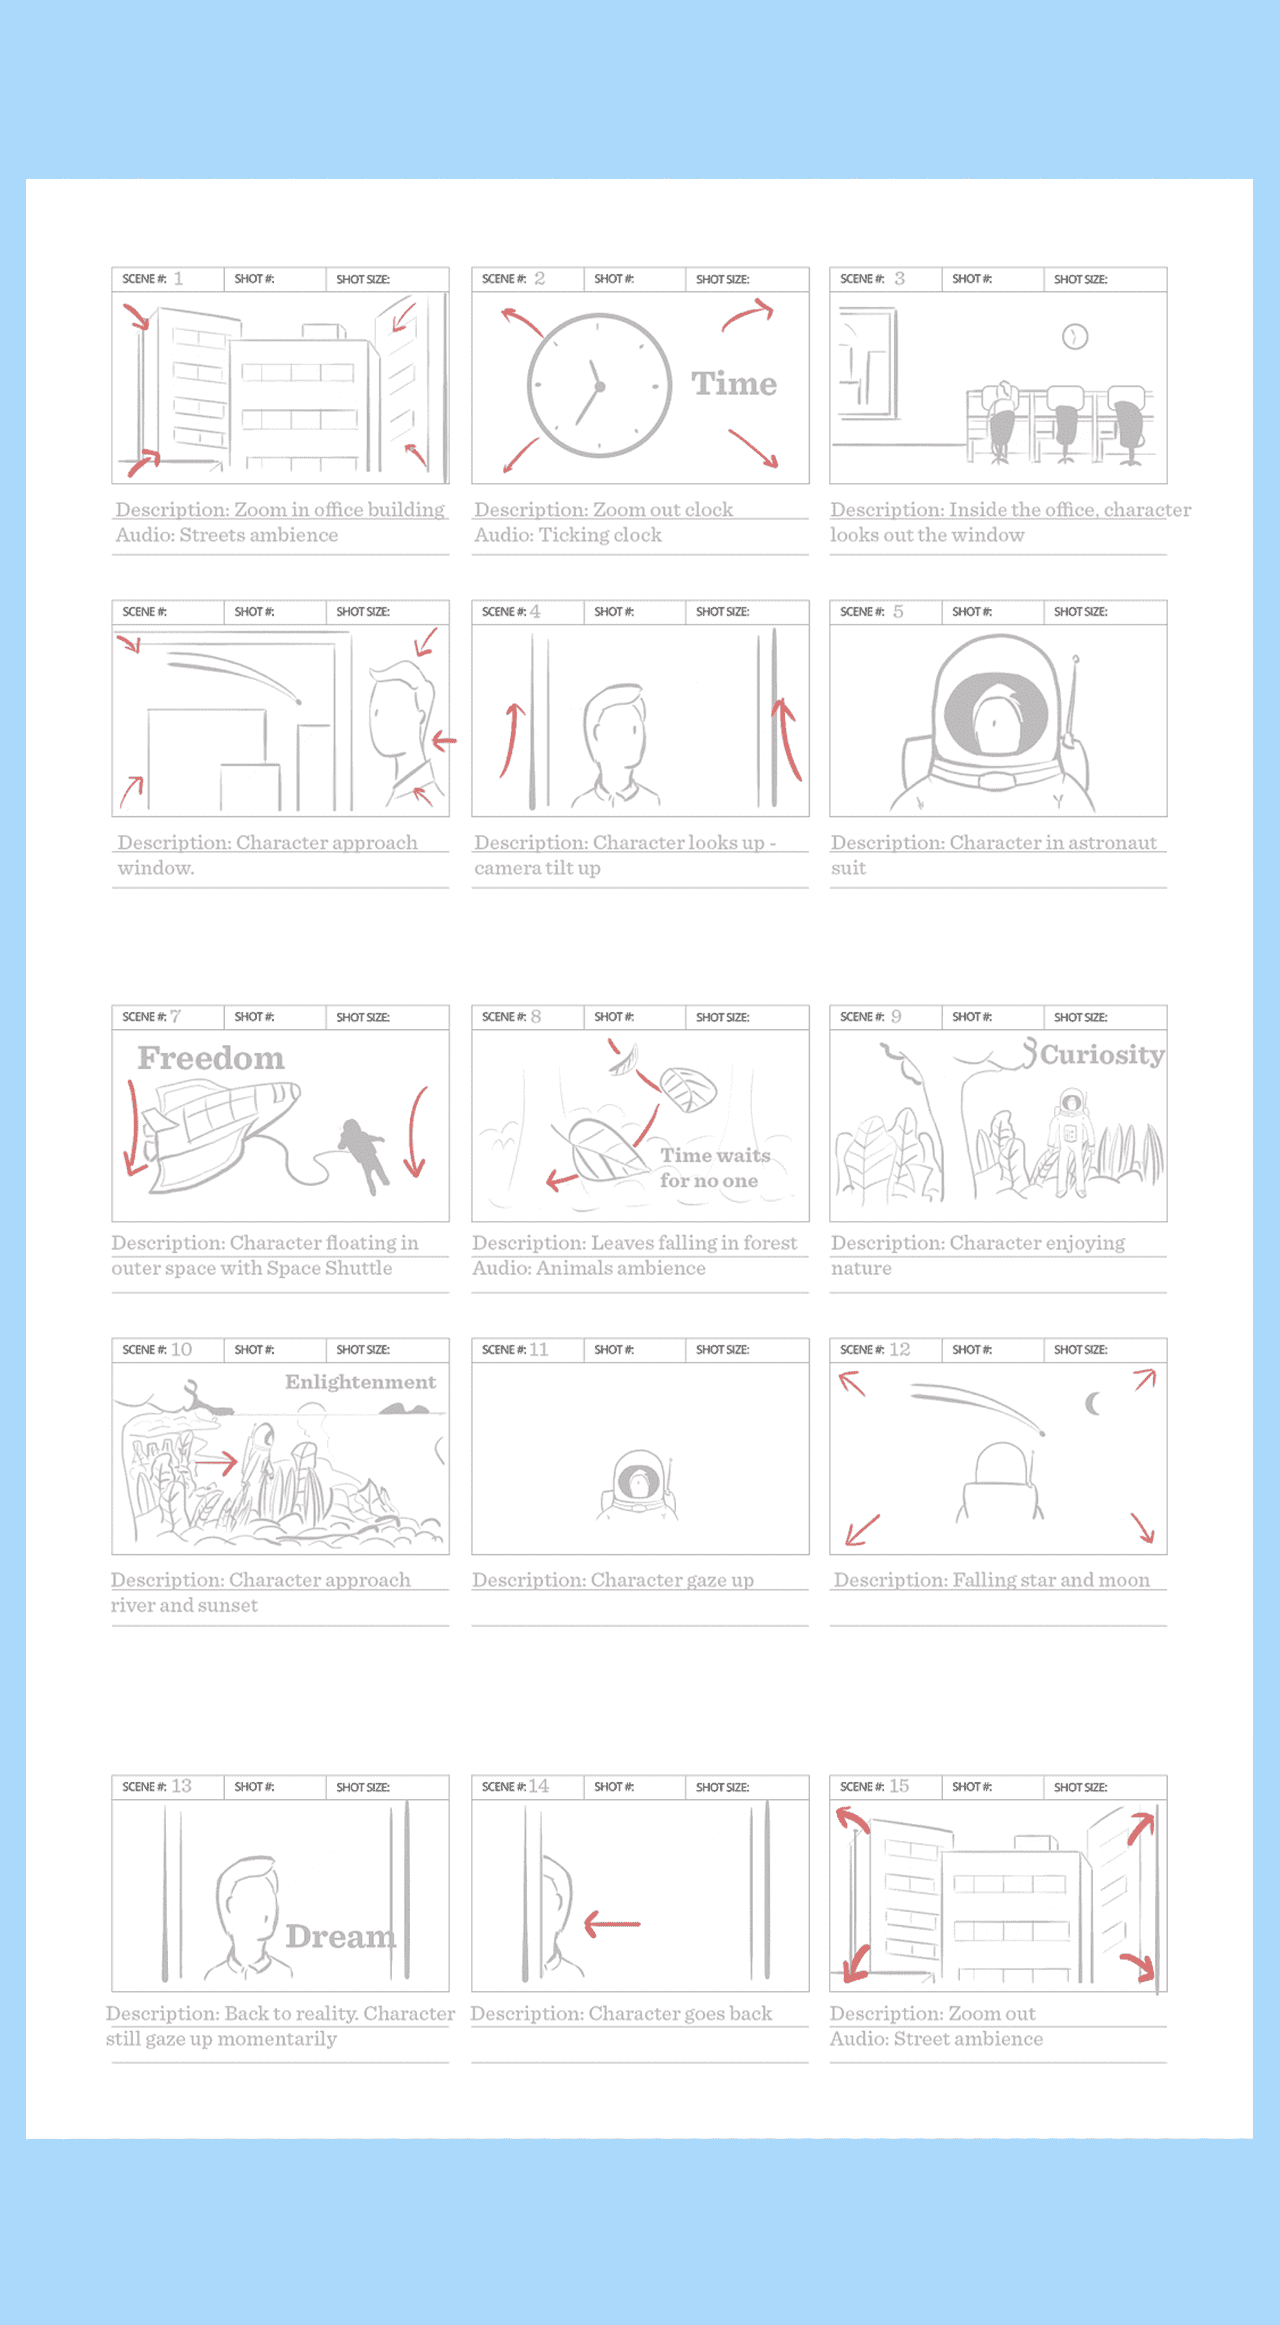 SCENE #: 1 SHOT #: SHOT SIZE:
Description: Zoom in office building
Audio: Streets ambience
SCENE #: 2 SHOT #: SHOT SIZE:
Time
Description: Zoom out clock
Audio: Ticking clock
SCENE #: 3 SHOT #: SHOT SIZE:
Description: Inside the office, character
looks out the window
SCENE #: SHOT #: SHOT SIZE:
Description: Character approach
window.
SCENE #: 4 SHOT #: SHOT SIZE:
Description: Character looks up -
camera tilt up
SCENE #: 5 SHOT #: SHOT SIZE:
Description: Character in astronaut
suit
SCENE #: 7 SHOT #: SHOT SIZE:
Freedom
Description: Character floating in
outer space with Space Shuttle
SCENE #: 8 SHOT #: SHOT SIZE:
Time waits
for no one
Description: Leaves falling in forest
Audio: Animals ambience
SCENE #: 9 SHOT #: SHOT SIZE:
Curiosity
Description: Character enjoying
nature
SCENE #: 10 SHOT #: SHOT SIZE:
Enlightenment
Description: Character approach
river and sunset
SCENE #: 11 SHOT #: SHOT SIZE:
Description: Character gaze up
SCENE #: 12 SHOT #: SHOT SIZE:
Description: Falling star and moon
SCENE #: 13 SHOT #: SHOT SIZE:
Dream
Description: Back to reality. Character
still gaze up momentarily
SCENE #: 14 SHOT #: SHOT SIZE:
Description: Character goes back
SCENE #: 15 SHOT #: SHOT SIZE:
Description: Zoom out
Audio: Street ambience